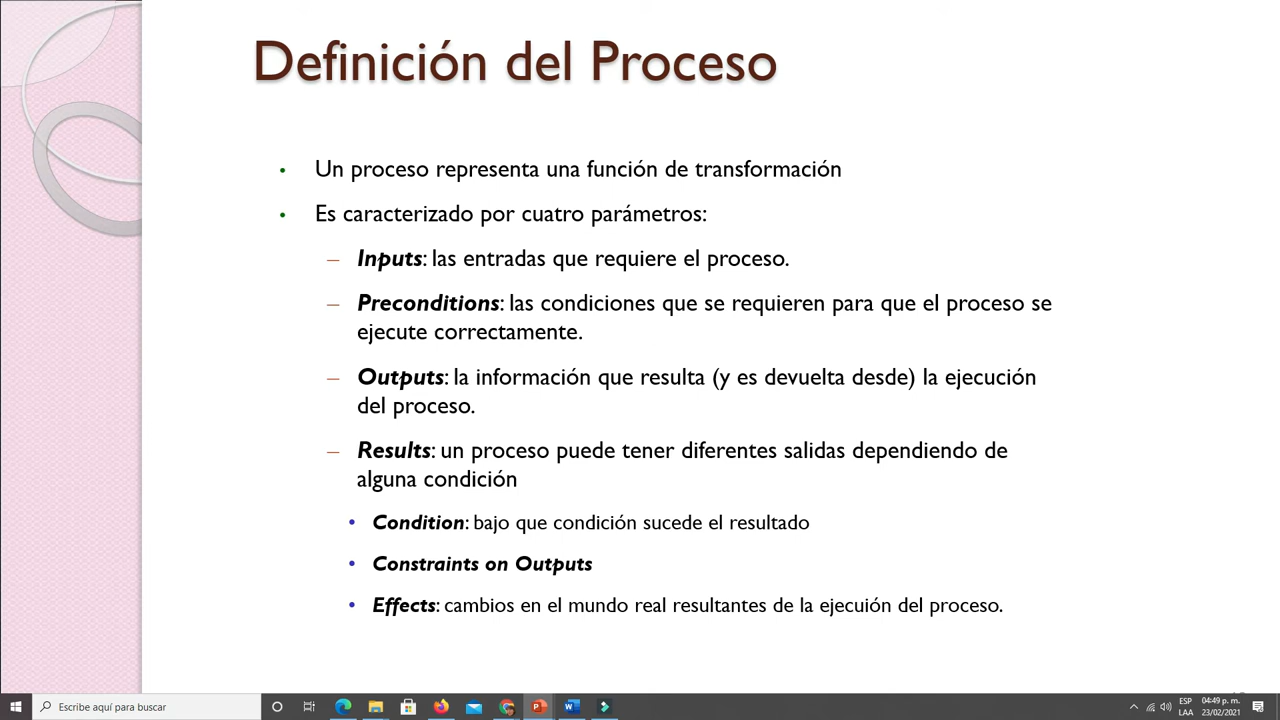 Definición del Proceso
• Un proceso representa una función de transformación
• Es caracterizado por cuatro parámetros:
– Inputs: las entradas que requiere el proceso.
– Preconditions: las condiciones que se requieren para que el proceso se
ejecute correctamente.
– Outputs: la información que resulta (y es devuelta desde) la ejecución
del proceso.
– Results: un proceso puede tener diferentes salidas dependiendo de
alguna condición
• Condition: bajo que condición sucede el resultado
• Constraints on Outputs
• Effects: cambios en el mundo real resultantes de la ejecuión del proceso.
Escribe aquí para buscar
ESP
LAA
04:49 p. m.
23/02/2021